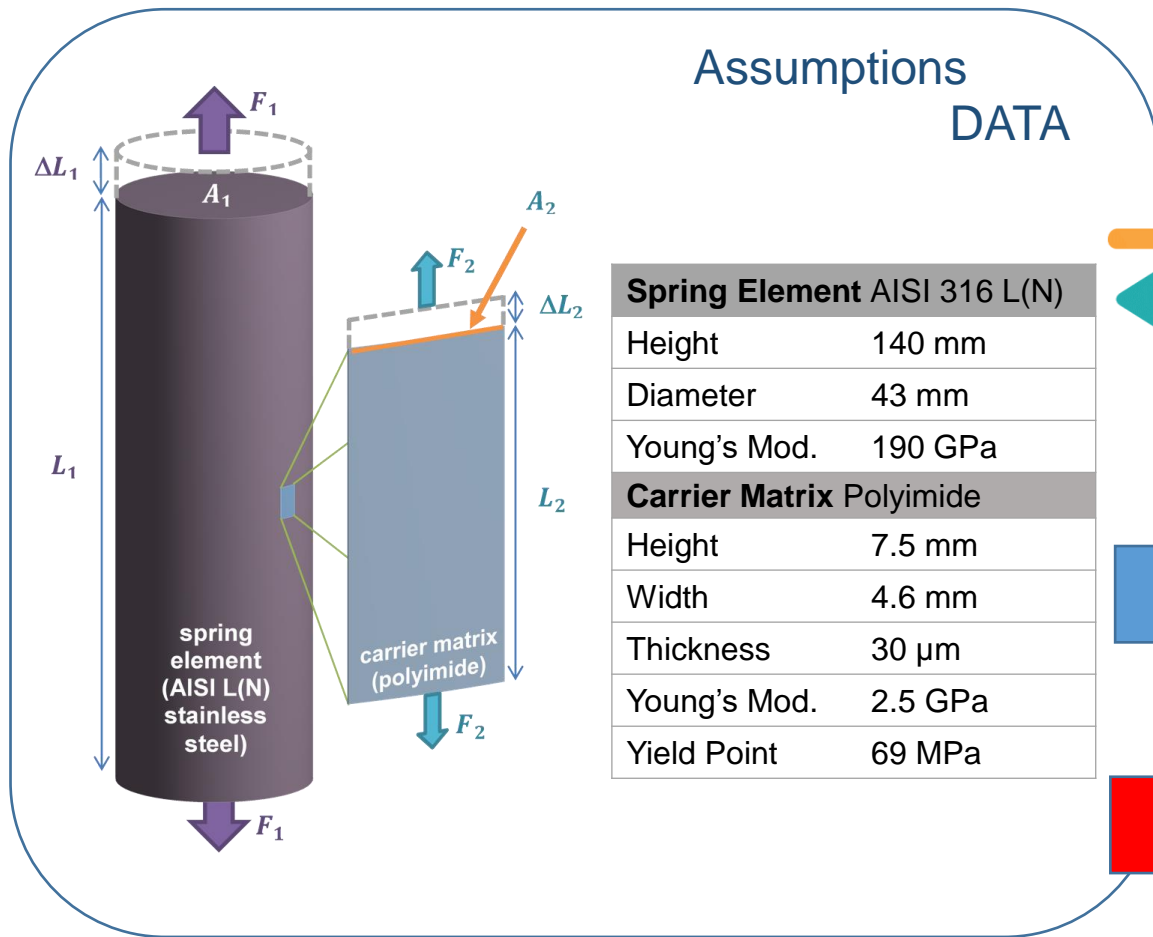 Assumptions
DATA
F₁
ΔL₁
A₁
A₂
F₂
ΔL₂
L₁
L₂
spring
element
(AISI L(N)
stainless
steel)
carrier matrix
(polyimide)
F₂
F₁
Spring Element AISI 316 L(N)
Height 140 mm
Diameter 43 mm
Young's Mod. 190 GPa
Carrier Matrix Polyimide
Height 7.5 mm
Width 4.6 mm
Thickness 30 µm
Young's Mod. 2.5 GPa
Yield Point 69 MPa